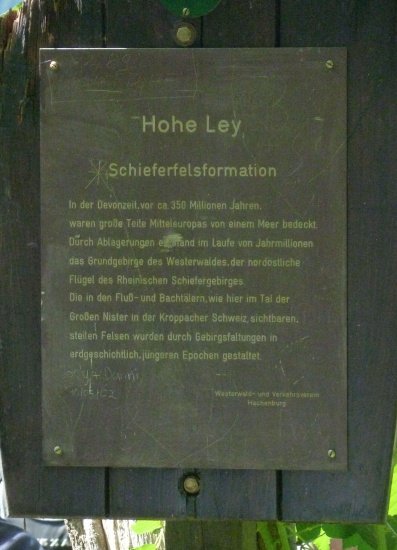 Hohe Ley
Schieferfelsformation
In der Devonzeit, vor ca. 350 Millionen Jahren,
waren große Teile Mitteleuropas von einem Meer bedeckt.
Durch Ablagerungen entstand im Laufe von Jahrmillionen
das Grundgebirge des Westerwaldes, der nordöstliche
Flügel des Rheinischen Schiefergebirges.
Die in den Fluß- und Bachtälern, wie hier im Tal der
Großen Nister in der Kroppacher Schweiz, sichtbaren,
steilen Felsen wurden durch Gebirgsfaltungen in
erdgeschichtlich jüngeren Epochen gestaltet.
Westerwald- und Verkehrsverein
Hachenburg